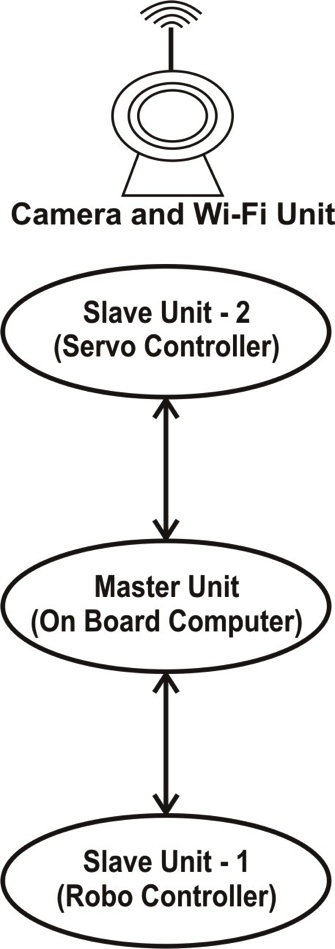 Camera and Wi-Fi Unit
Slave Unit - 2
(Servo Controller)
Master Unit
(On Board Computer)
Slave Unit - 1
(Robo Controller)